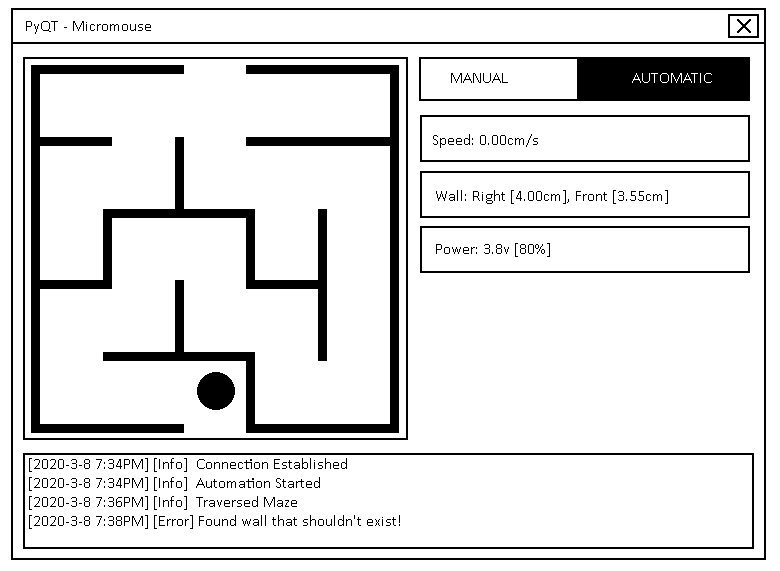 PyQT - Micromouse
MANUAL
AUTOMATIC
Speed: 0.00cm/s
Wall: Right [4.00cm], Front [3.55cm]
Power: 3.8v [80%]
[2020-3-8 7:34PM] [Info] Connection Established
[2020-3-8 7:34PM] [Info] Automation Started
[2020-3-8 7:36PM] [Info] Traversed Maze
[2020-3-8 7:38PM] [Error] Found wall that shouldn't exist!